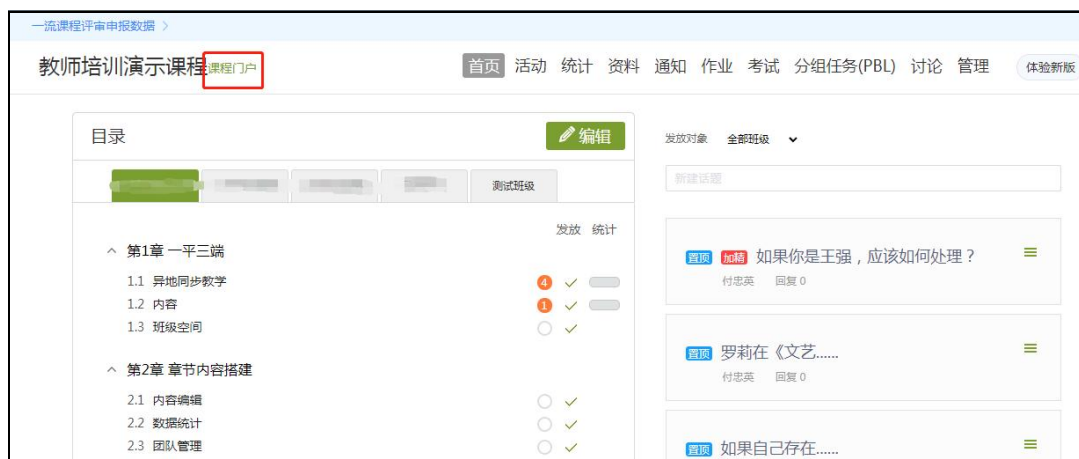 一流课程评审申报数据 >
教师培训演示课程 课程门户 首页 活动 统计 资料 通知 作业 考试 分组任务(PBL) 讨论 管理 体验新版
目录 编辑
测试班级
发放 统计
第1章 一平三端
1.1 异地同步教学 4
1.2 内容 1
1.3 班级空间
第2章 章节内容搭建
2.1 内容编辑
2.2 数据统计
2.3 团队管理
发放对象 全部班级
新建话题
置顶 加精 如果你是王强，应该如何处理？
付忠英 回复 0
置顶 罗莉在《文艺......
付忠英 回复 0
置顶 如果自己存在......